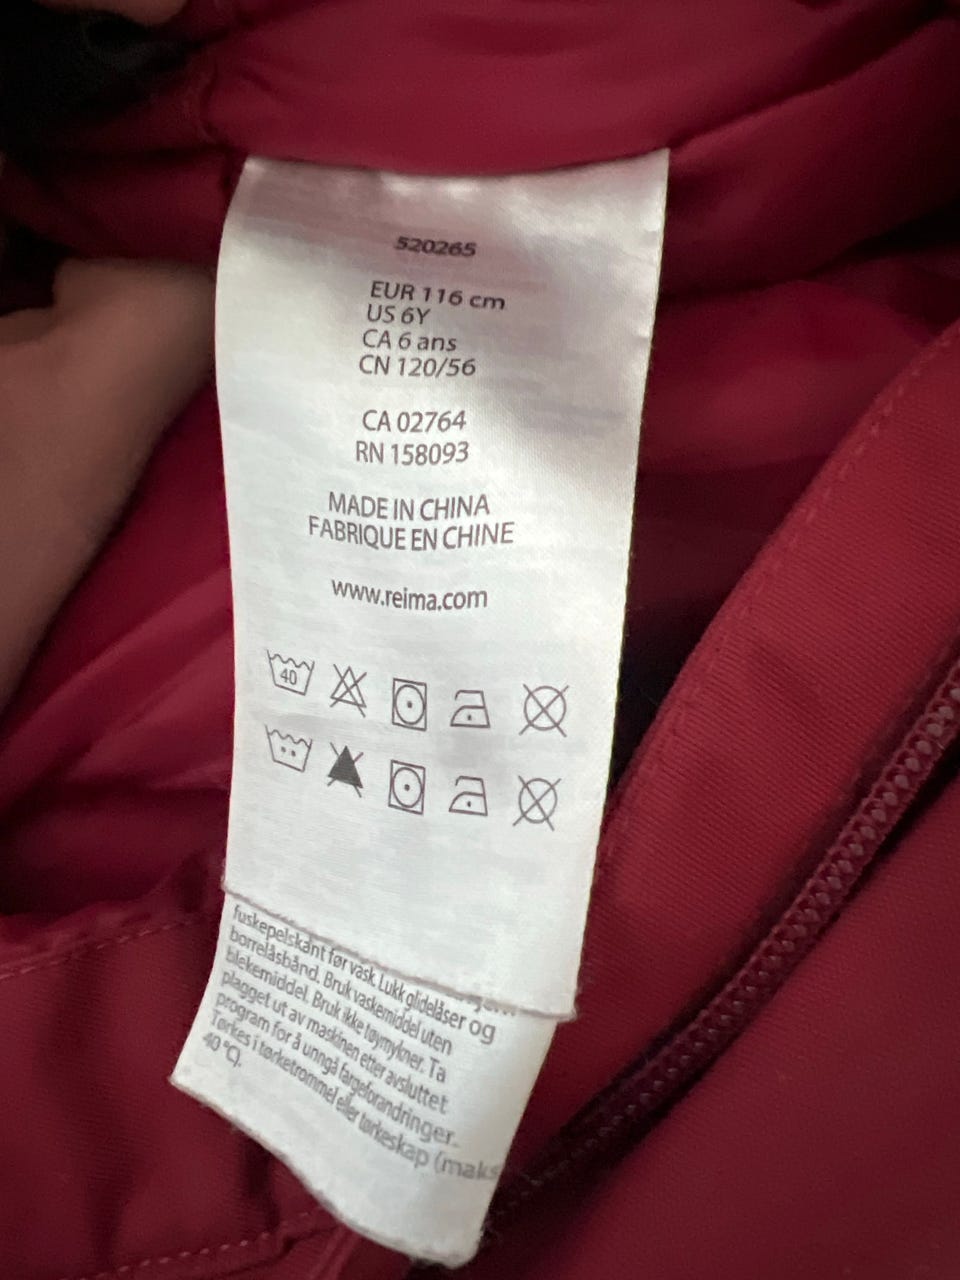 520265
EUR 116 cm
US 6Y
CA 6 ans
CN 120/56
CA 02764
RN 158093
MADE IN CHINA
FABRIQUE EN CHINE
www.reima.com
40
fuskepelskant før vask. Lukk glidelåser og
borrelåsbånd. Bruk vaskemiddel uten
blekemiddel. Bruk ikke tøymykner. Ta
plagget ut av maskinen etter avsluttet
program for å unngå fargeforandringer.
Tørkes i tørketrommel eller tørkeskap (maks
40 °C).